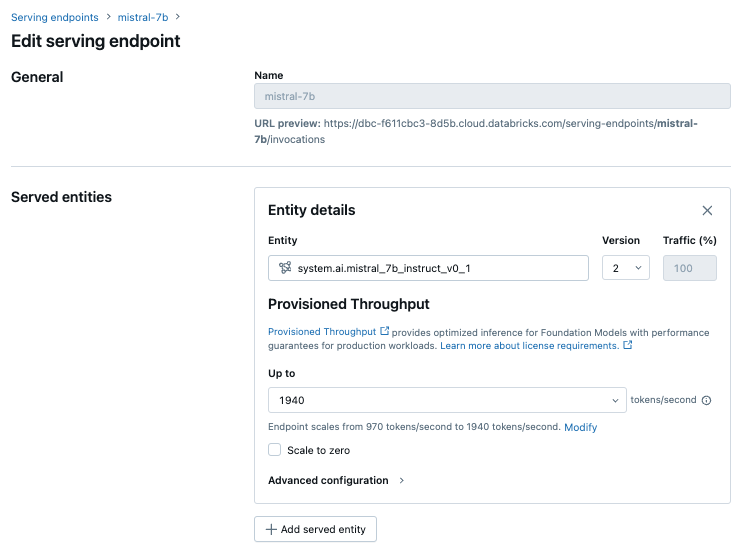 Serving endpoints > mistral-7b >
Edit serving endpoint
General
Name
mistral-7b
URL preview: https://dbc-f611cbc3-8d5b.cloud.databricks.com/serving-endpoints/mistral-
7b/invocations
Served entities
Entity details
Entity Version Traffic (%)
system.ai.mistral_7b_instruct_v0_1 2 100
Provisioned Throughput
Provisioned Throughput provides optimized inference for Foundation Models with performance
guarantees for production workloads. Learn more about license requirements.
Up to
1940 tokens/second
Endpoint scales from 970 tokens/second to 1940 tokens/second. Modify
Scale to zero
Advanced configuration >
+ Add served entity